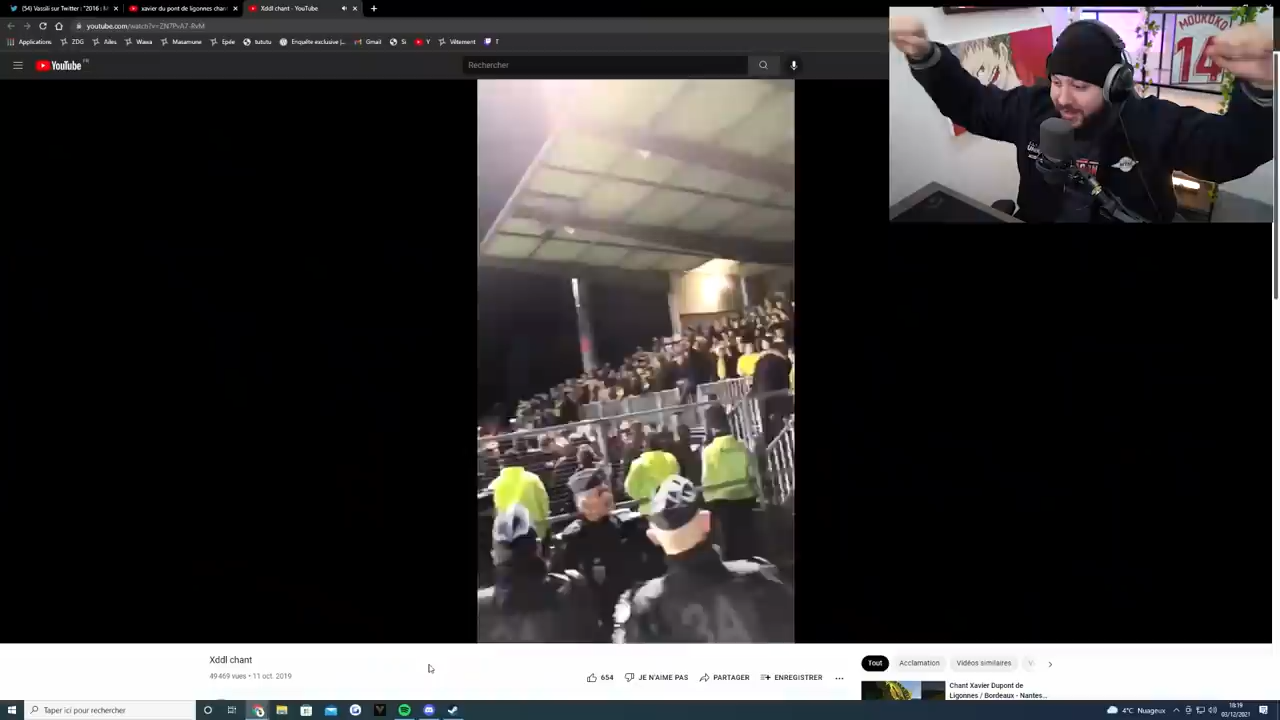 (54) Vassili sur Twitter : "2016 : M
xavier du pont de ligonnes chant
Xddl chant - YouTube
youtube.com/watch?v=ZN7PvA7-RvM
Applications
ZDG
Ailes
Wawa
Masamune
Epée
tututu
Enquête exclusive |...
Gmail
Si
Y
Vêtement
T
YouTube FR
Rechercher
MOUKOKO
14
34
Xddl chant
49 469 vues • 11 oct. 2019
654
JE N'AIME PAS
PARTAGER
ENREGISTRER
Tout
Acclamation
Vidéos similaires
Chant Xavier Dupont de
Ligonnes / Bordeaux - Nantes...
Taper ici pour rechercher
4°C Nuageux
18:19
03/12/2021